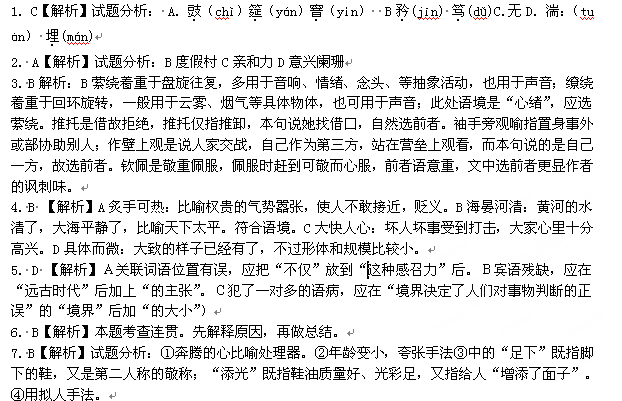 1. C【解析】试题分析: A. 豉(chì)筵(yán)窨(yìn) B 矜(jīn) 笃(dǔ)C.无 D. 湍:(tu
ān) 埋(mán)
2. A【解析】试题分析: B 度假村 C 亲和力 D 意兴阑珊
3. B 解析: B 萦绕着重于盘旋往复，多用于音响、情绪、念头、等抽象活动，也用于声音；缭绕
着重于回环旋转，一般用于云雾、烟气等具体物体，也可用于声音；此处语境是“心绪”，应选
萦绕。推托是借故拒绝，推托仅指推卸，本句说她找借口，自然选前者。袖手旁观喻指置身事外
或部协助别人；作壁上观是说人家交战，自己作为第三方，站在营垒上观看，而本句说的是自己
一方，故选前者。钦佩是敬重佩服，佩服时赶到可敬而心服，前者语意重，文中选前者更显作者
的讽刺味。
4. B 【解析】A 炙手可热：比喻权贵的气势嚣张，使人不敢接近，贬义。B 海晏河清：黄河的水
清了，大海平静了，比喻天下太平。符合语境。C 大快人心：坏人坏事受到打击，大家心里十分
高兴。D 具体而微：大致的样子已经有了，不过形体和规模比较小。
5. D 【解析】 A 关联词语位置有误，应把“不仅”放到“这种感召力”后。 B 宾语残缺，应在
“远古时代”后加上“的主张”。 C 犯了一对多的语病，应在“境界决定了人们对事物判断的正
误”的“境界”后加“的大小”）
6. B【解析】本题考查连贯。先解释原因，再做总结。
7. B【解析】试题分析：①奔腾的心比喻处理器。②年龄变小，夸张手法③中的“足下”既指脚
下的鞋，又是第二人称的敬称；“添光”既指鞋油质量好、光彩足，又指给人“增添了面子”。
④用拟人手法。